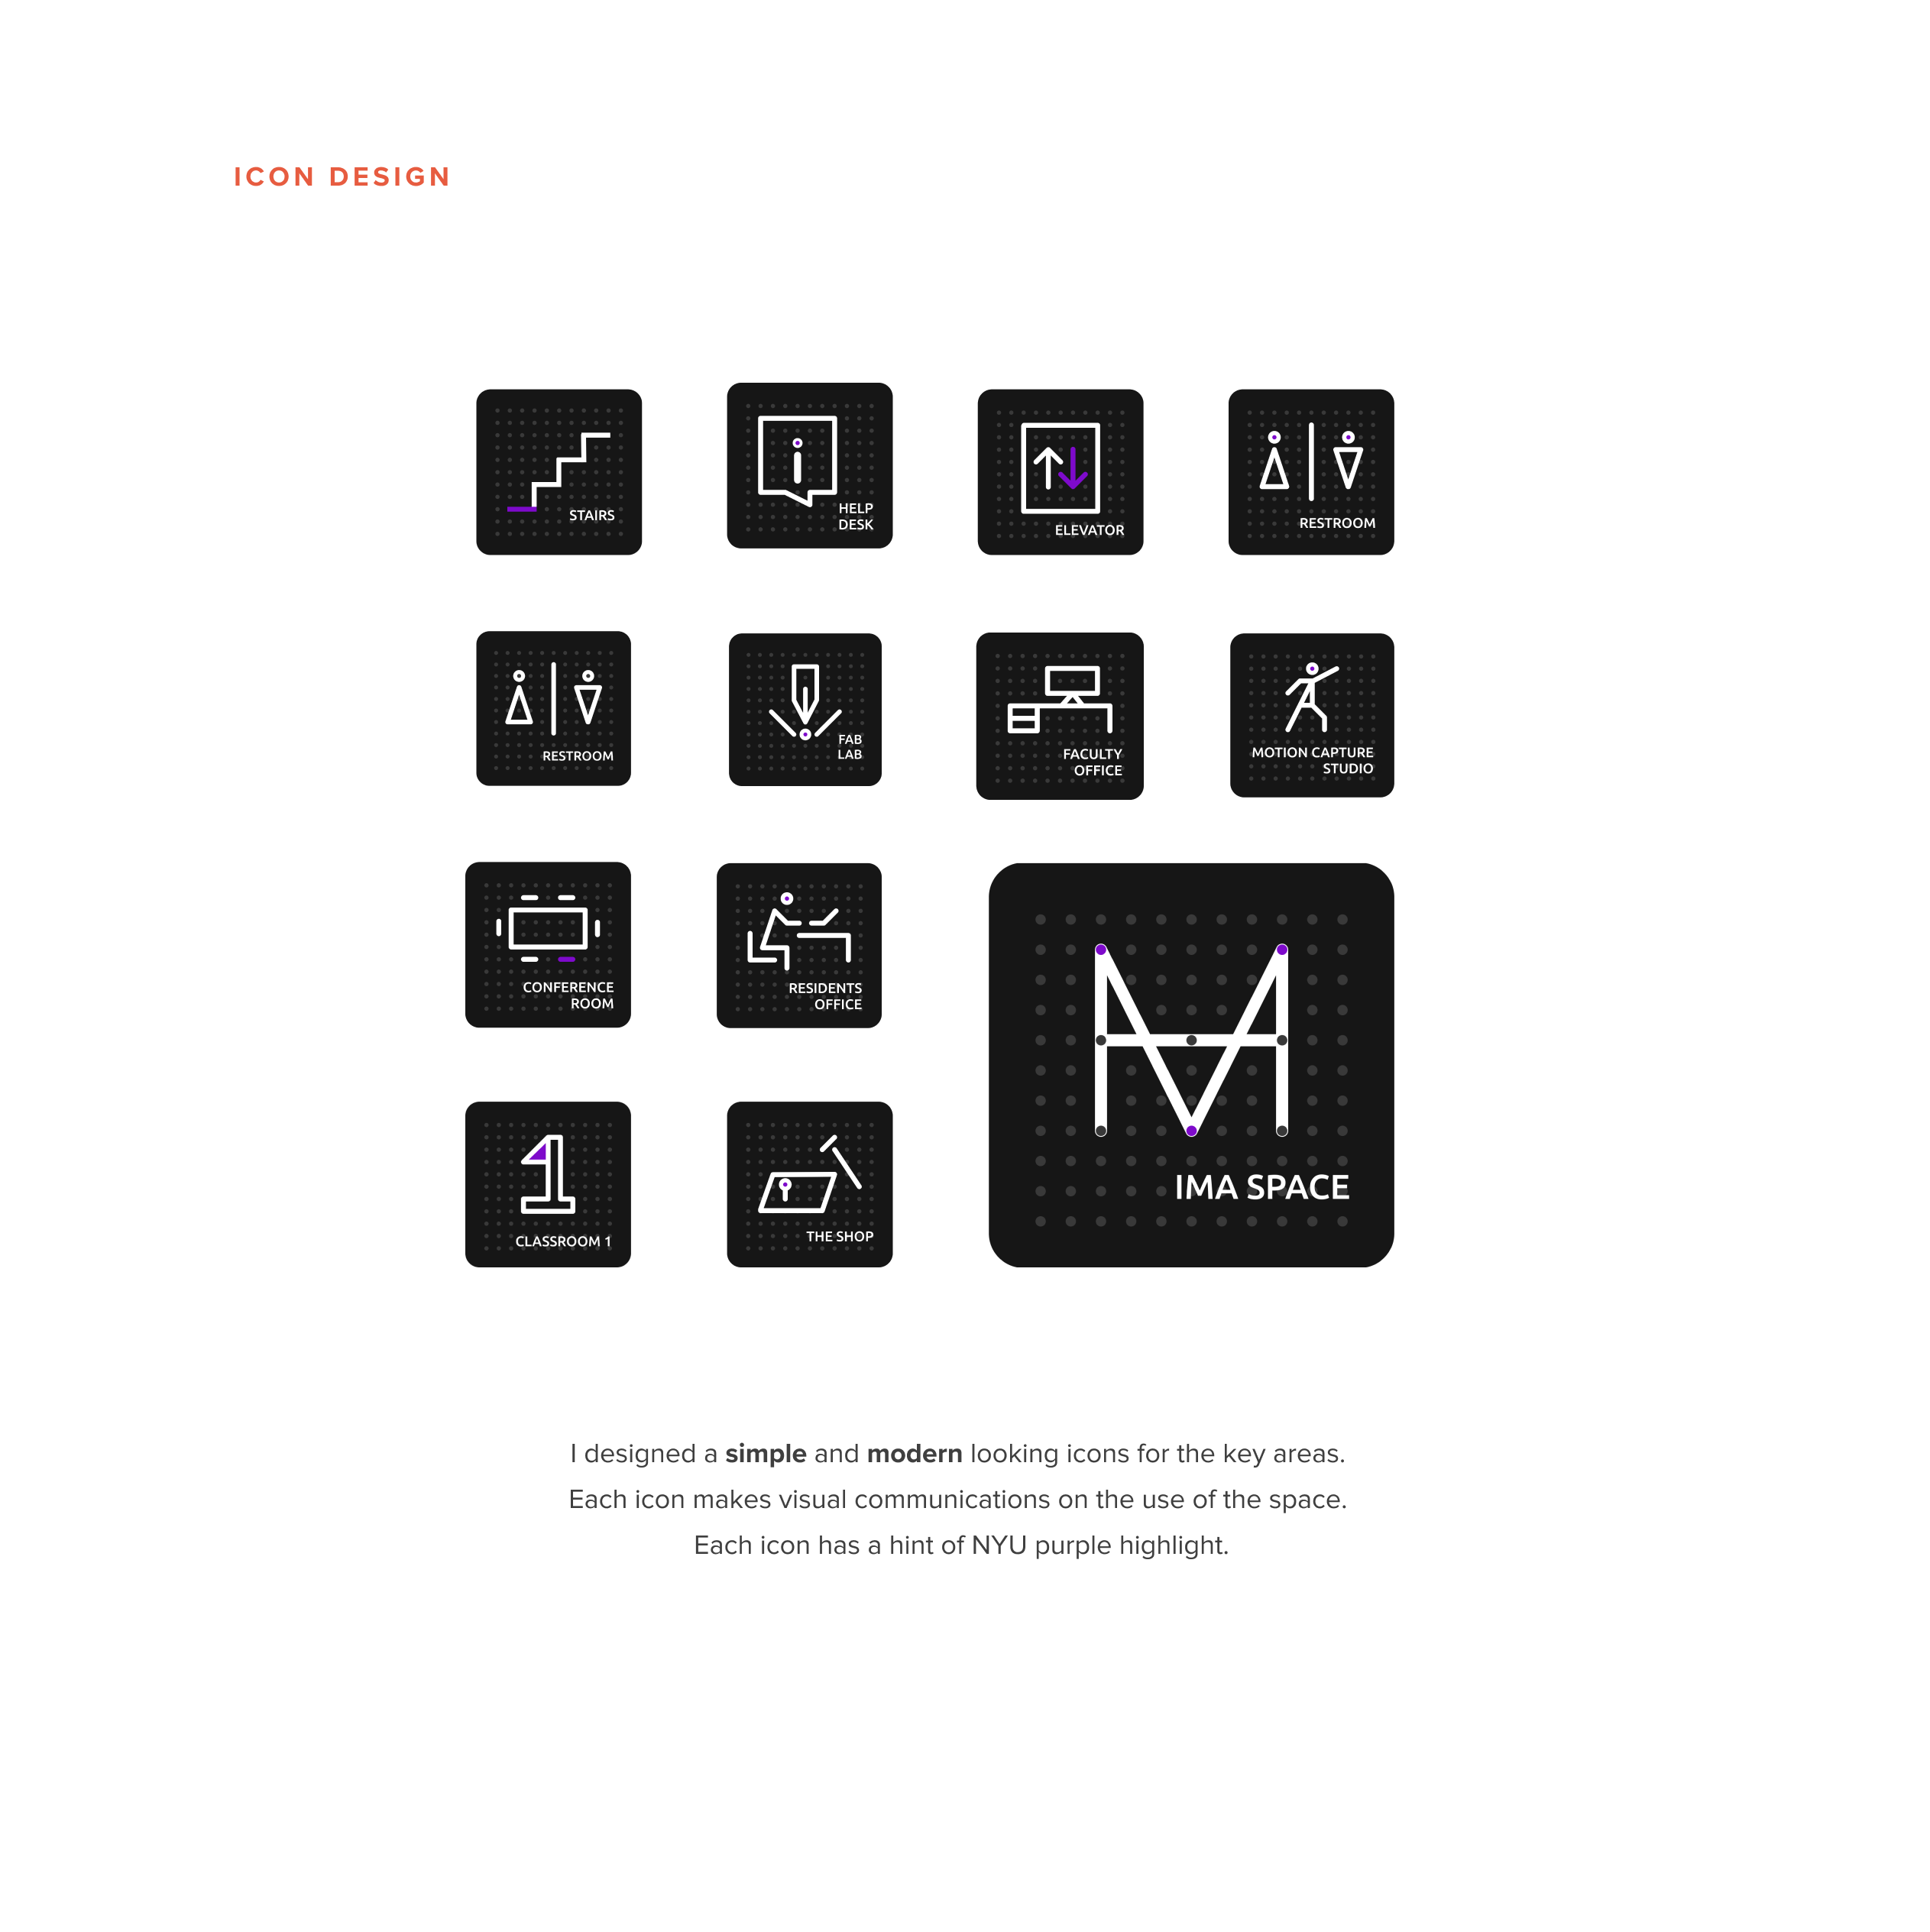 ICON DESIGN
STAIRS
HELP
DESK
ELEVATOR
RESTROOM
RESTROOM
FAB
LAB
FACULTY
OFFICE
MOTION CAPTURE
STUDIO
CONFERENCE
ROOM
RESIDENTS
OFFICE
IMA SPACE
1
CLASSROOM 1
THE SHOP
I designed a simple and modern looking icons for the key areas.
Each icon makes visual communications on the use of the space.
Each icon has a hint of NYU purple highlight.